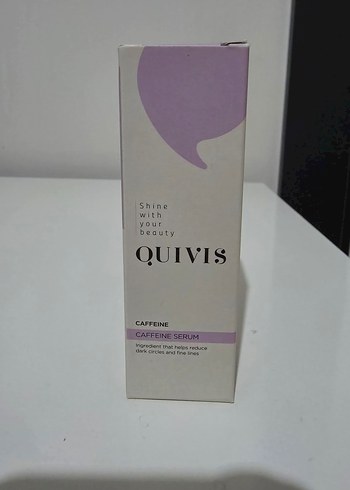 Shine
with
your
beauty
QUIVIS
CAFFEINE
CAFFEINE SERUM
Ingredient that helps reduce
dark circles and fine lines